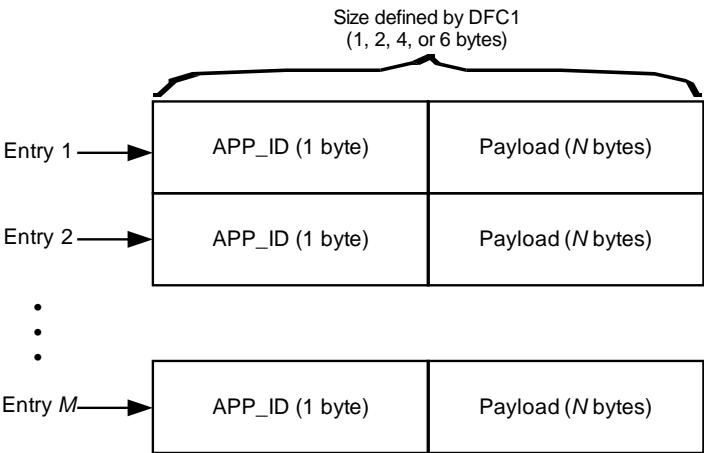 Size defined by DFC1
(1, 2, 4, or 6 bytes)
Entry 1
APP_ID (1 byte)
Payload (N bytes)
Entry 2
APP_ID (1 byte)
Payload (N bytes)
Entry M
APP_ID (1 byte)
Payload (N bytes)